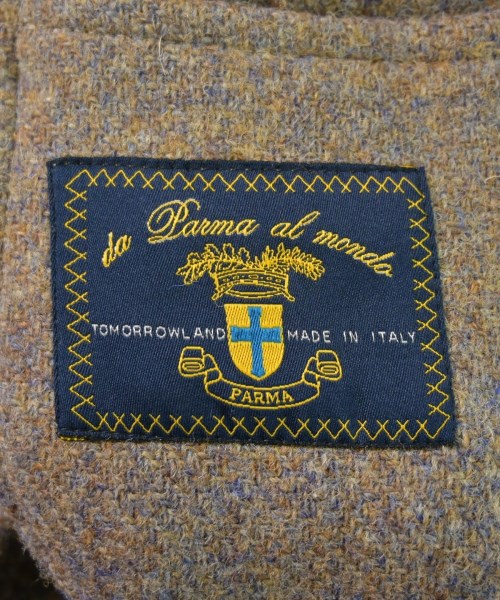 da Parma al mondo
TOMORROWLAND MADE IN ITALY
PARMA